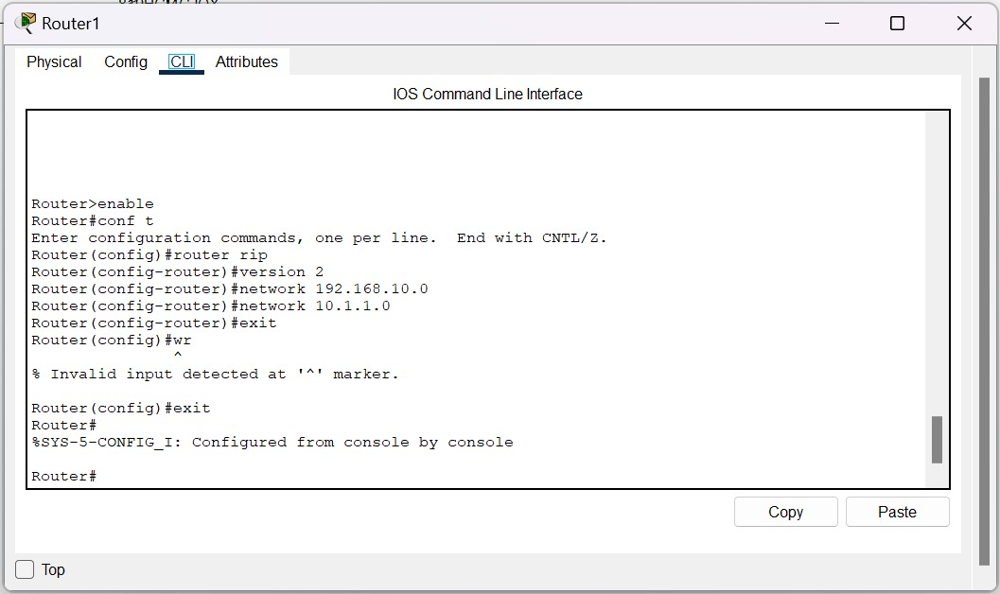 Router1
Physical Config CLI Attributes
IOS Command Line Interface
Router>enable
Router#conf t
Enter configuration commands, one per line.  End with CNTL/Z.
Router(config)#router rip
Router(config-router)#version 2
Router(config-router)#network 192.168.10.0
Router(config-router)#network 10.1.1.0
Router(config-router)#exit
Router(config)#wr
^
% Invalid input detected at '^' marker.
Router(config)#exit
Router#
%SYS-5-CONFIG_I: Configured from console by console
Router#
Copy Paste
Top